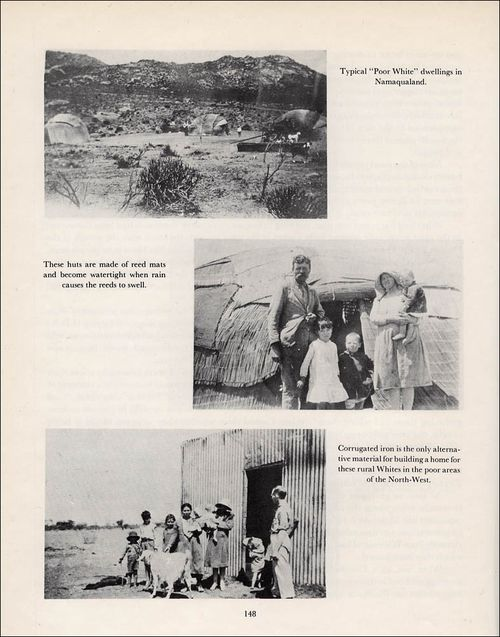 Typical "Poor White" dwellings in
Namaqualand.
These huts are made of reed mats
and become watertight when rain
causes the reeds to swell.
Corrugated iron is the only alterna-
tive material for building a home for
these rural Whites in the poor areas
of the North-West.
148